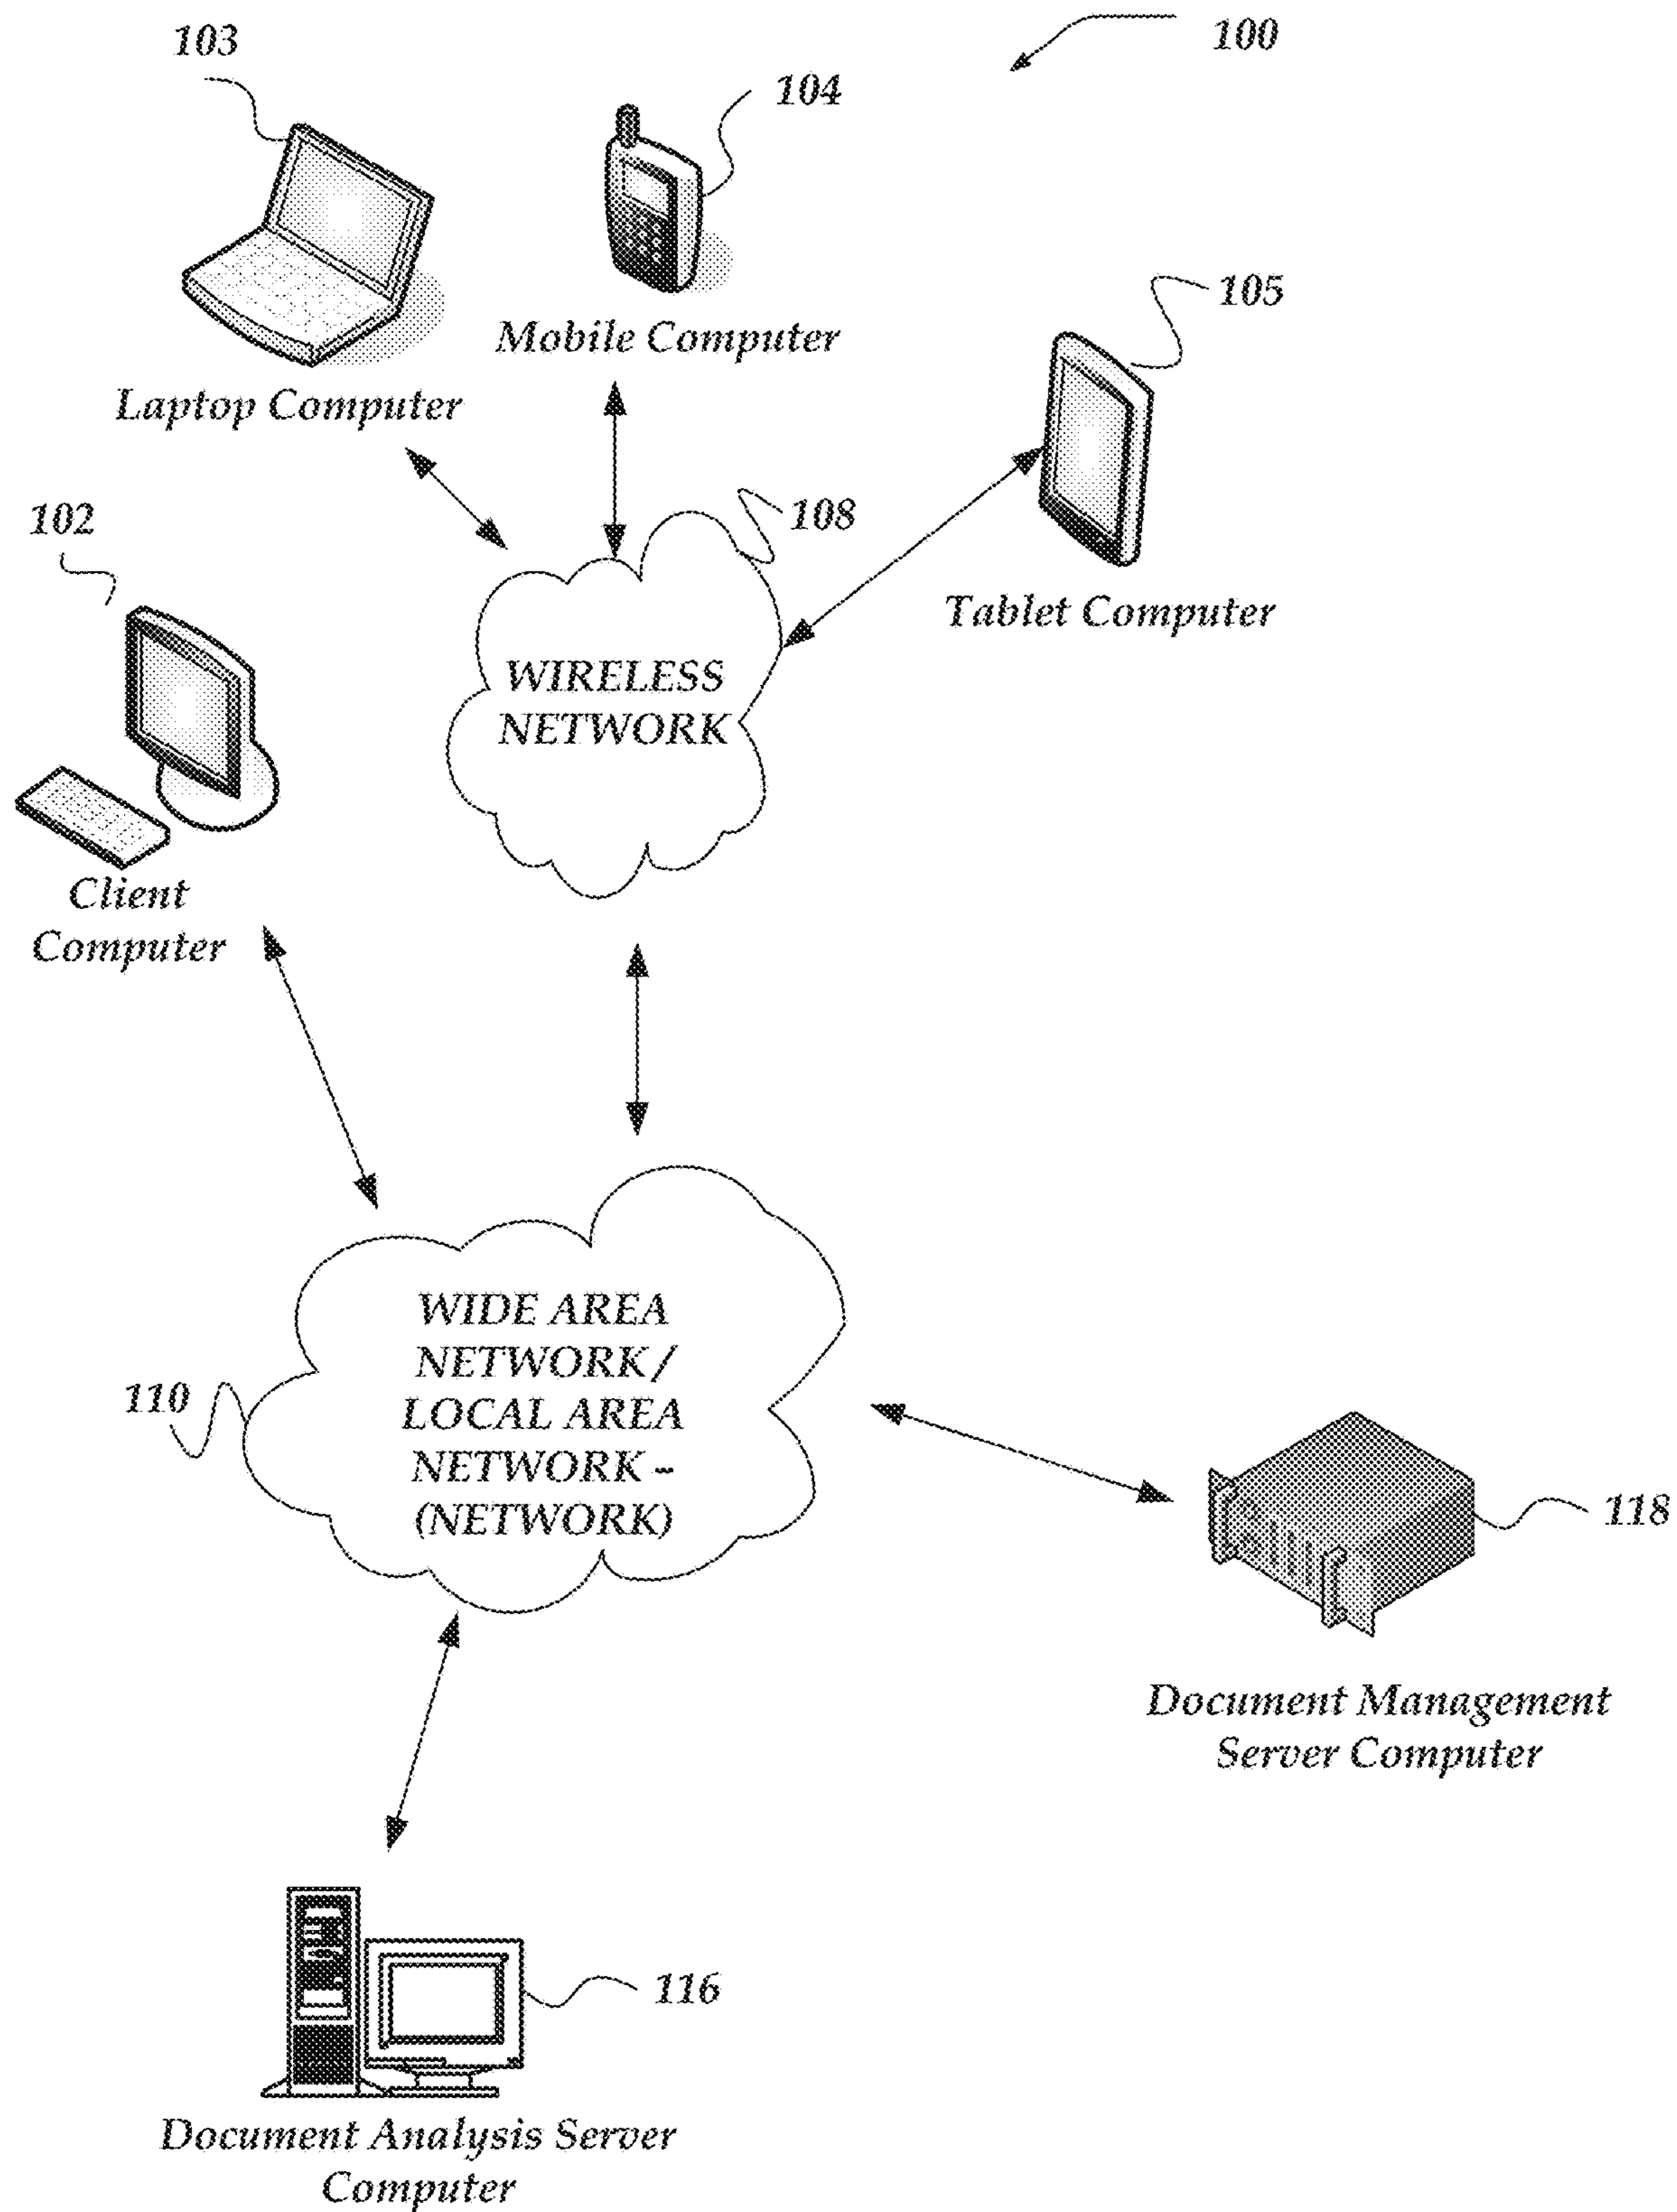 103
100
104
105
Mobile Computer
Laptop Computer
102
108
Tablet Computer
WIRELESS
NETWORK
Client
Computer
WIDE AREA
NETWORK /
LOCAL AREA
NETWORK –
(NETWORK)
110
118
Document Management
Server Computer
116
Document Analysis Server
Computer